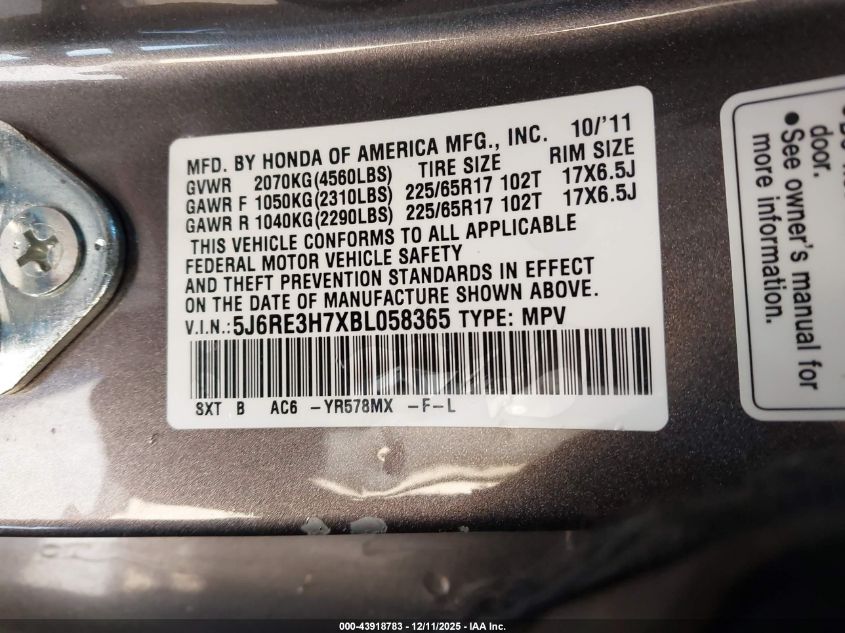 MFD. BY HONDA OF AMERICA MFG., INC. 10/'11
GVWR 2070KG(4560LBS) TIRE SIZE RIM SIZE
GAWR F 1050KG(2310LBS) 225/65R17 102T 17X6.5J
GAWR R 1040KG(2290LBS) 225/65R17 102T 17X6.5J
THIS VEHICLE CONFORMS TO ALL APPLICABLE
FEDERAL MOTOR VEHICLE SAFETY
AND THEFT PREVENTION STANDARDS IN EFFECT
ON THE DATE OF MANUFACTURE SHOWN ABOVE.
V.I.N.:5J6RE3H7XBL058365 TYPE: MPV
SXT B AC6 -YR578MX -F-L
door.
•See owner's manual for
more information.
000-43918783 - 12/11/2025 - IAA Inc.